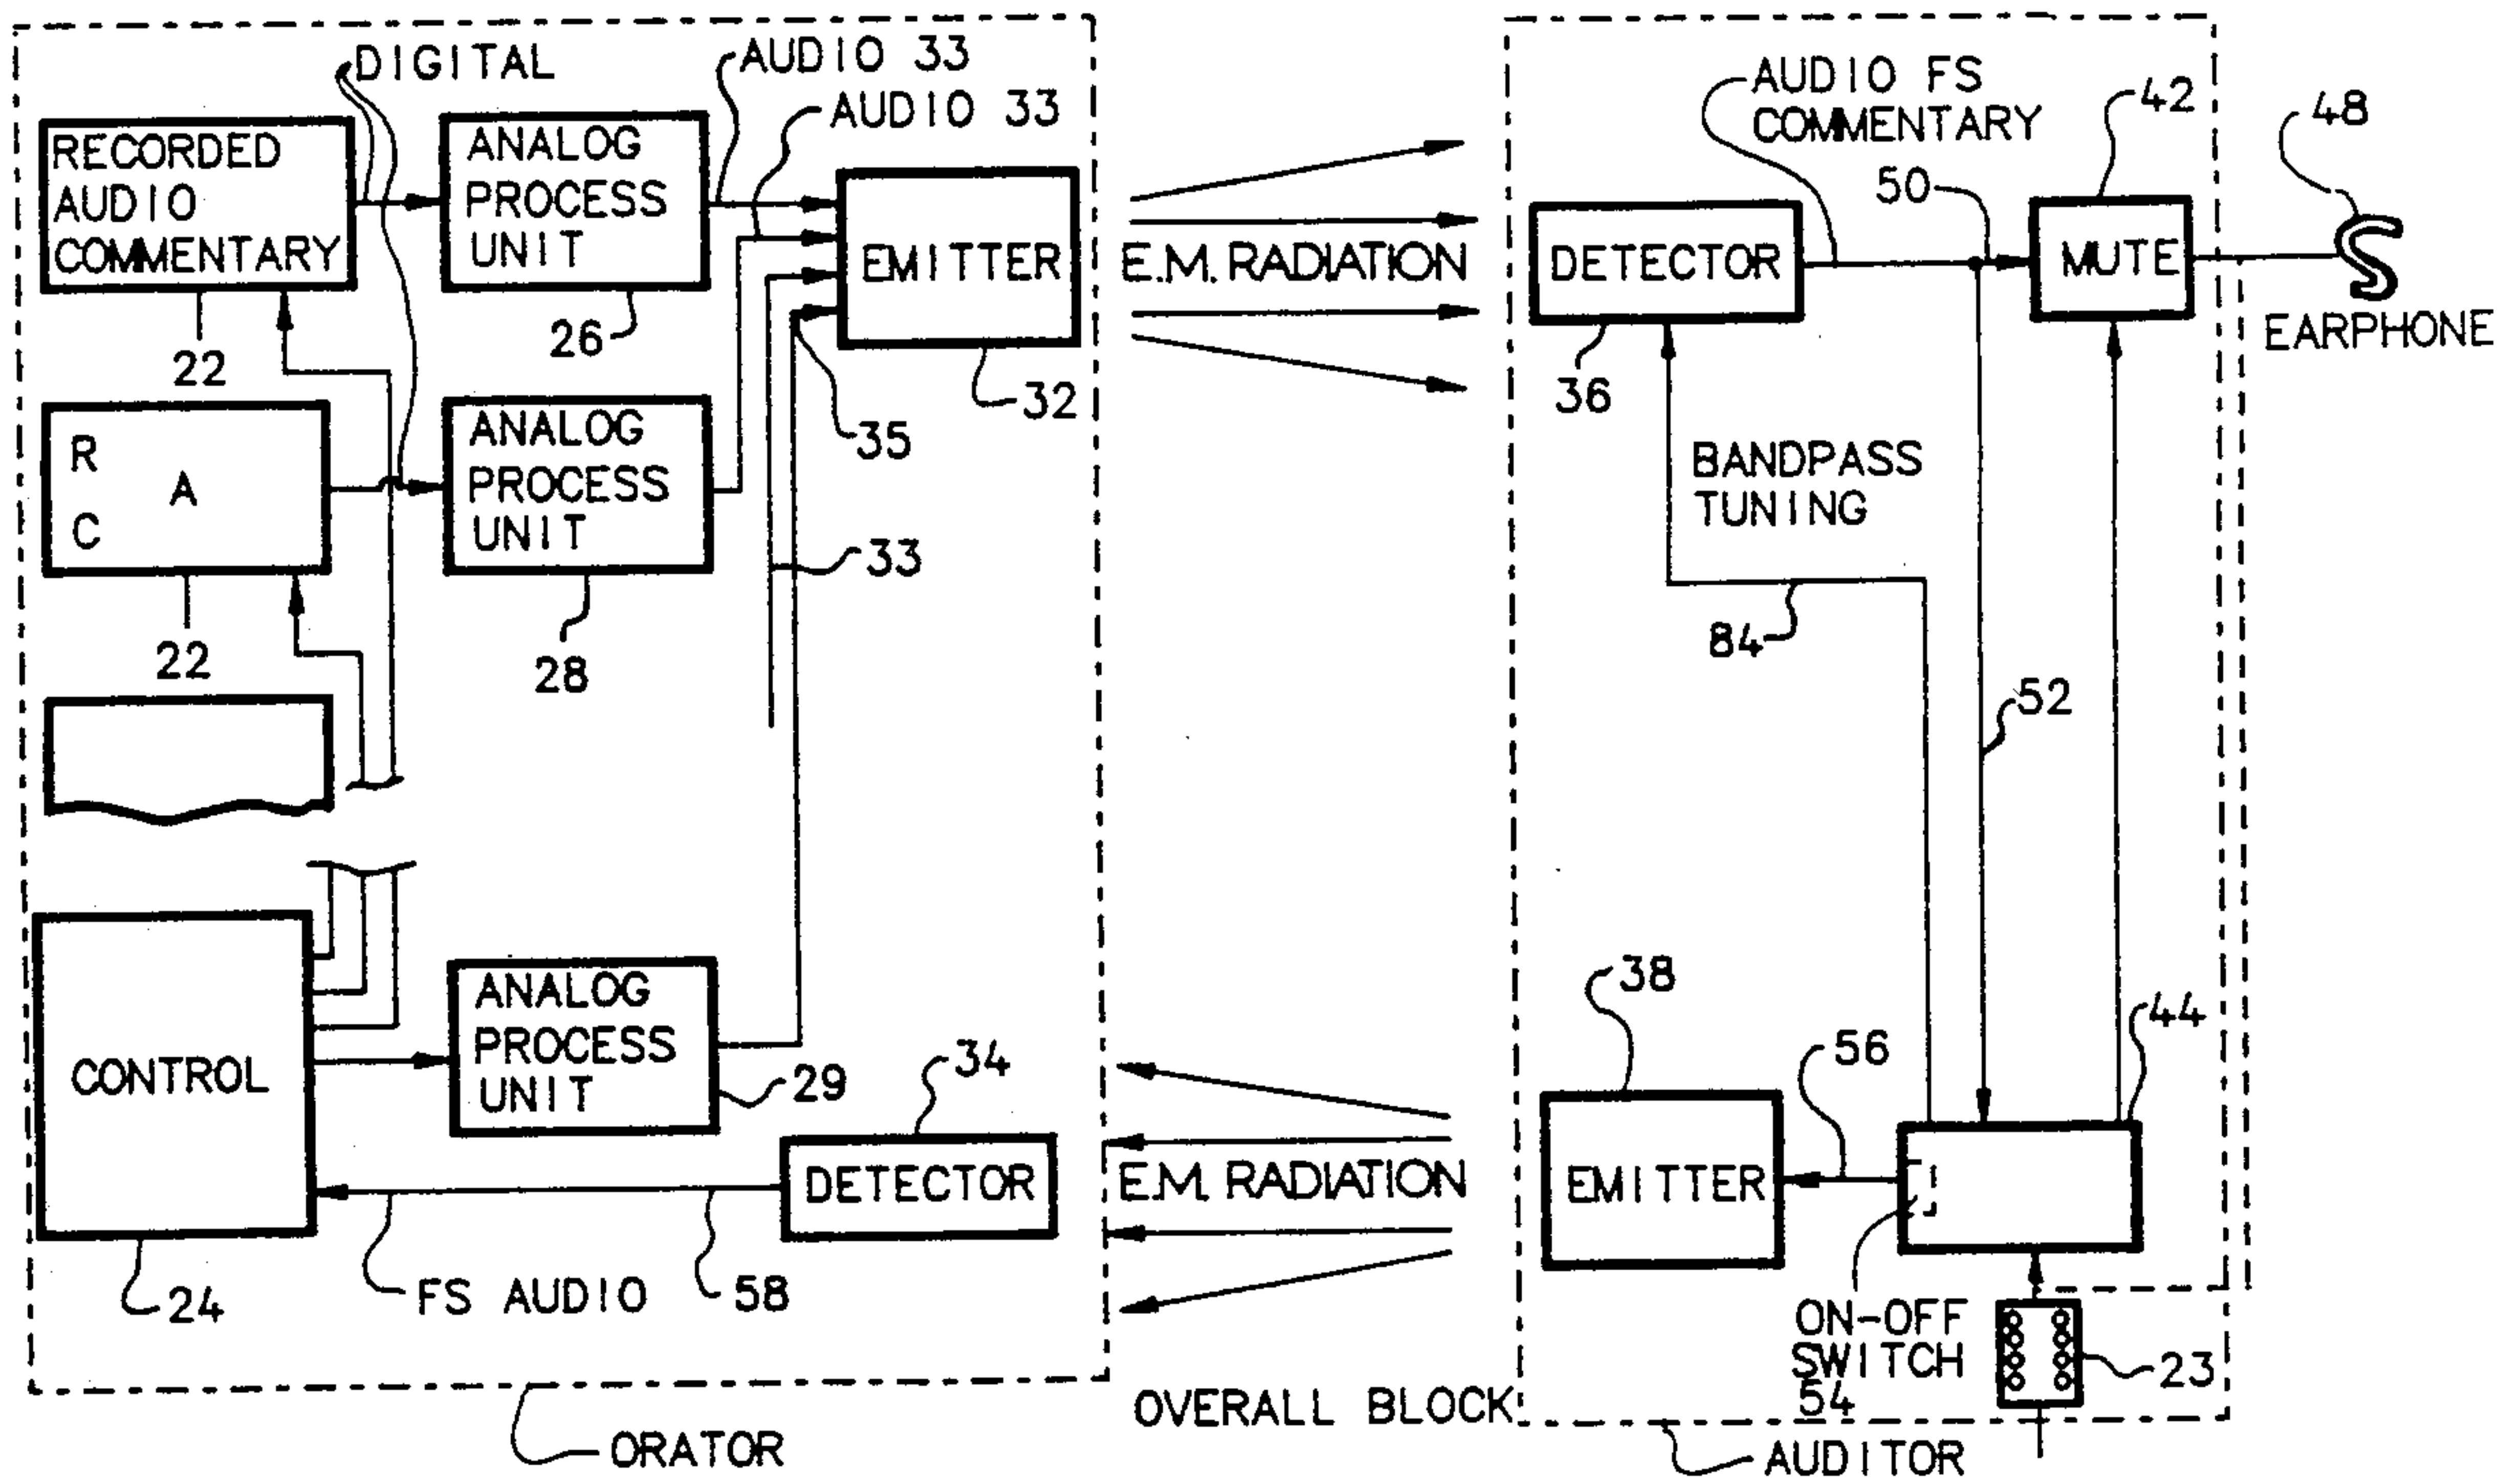 DIGITAL
AUDIO 33
AUDIO 33
RECORDED
AUDIO
COMMENTARY
22
ANALOG
PROCESS
UNIT
26
EMITTER
32
35
R
A
C
22
ANALOG
PROCESS
UNIT
28
33
CONTROL
24
ANALOG
PROCESS
UNIT
29
34
DETECTOR
FS AUDIO
58
ORATOR
E.M. RADIATION
E.M. RADIATION
OVERALL BLOCK
AUDIO FS
COMMENTARY
42
48
50
DETECTOR
36
MUTE
EARPHONE
BANDPASS
TUNING
84
52
38
56
44
EMITTER
ON-OFF
SWITCH
54
23
AUDITOR